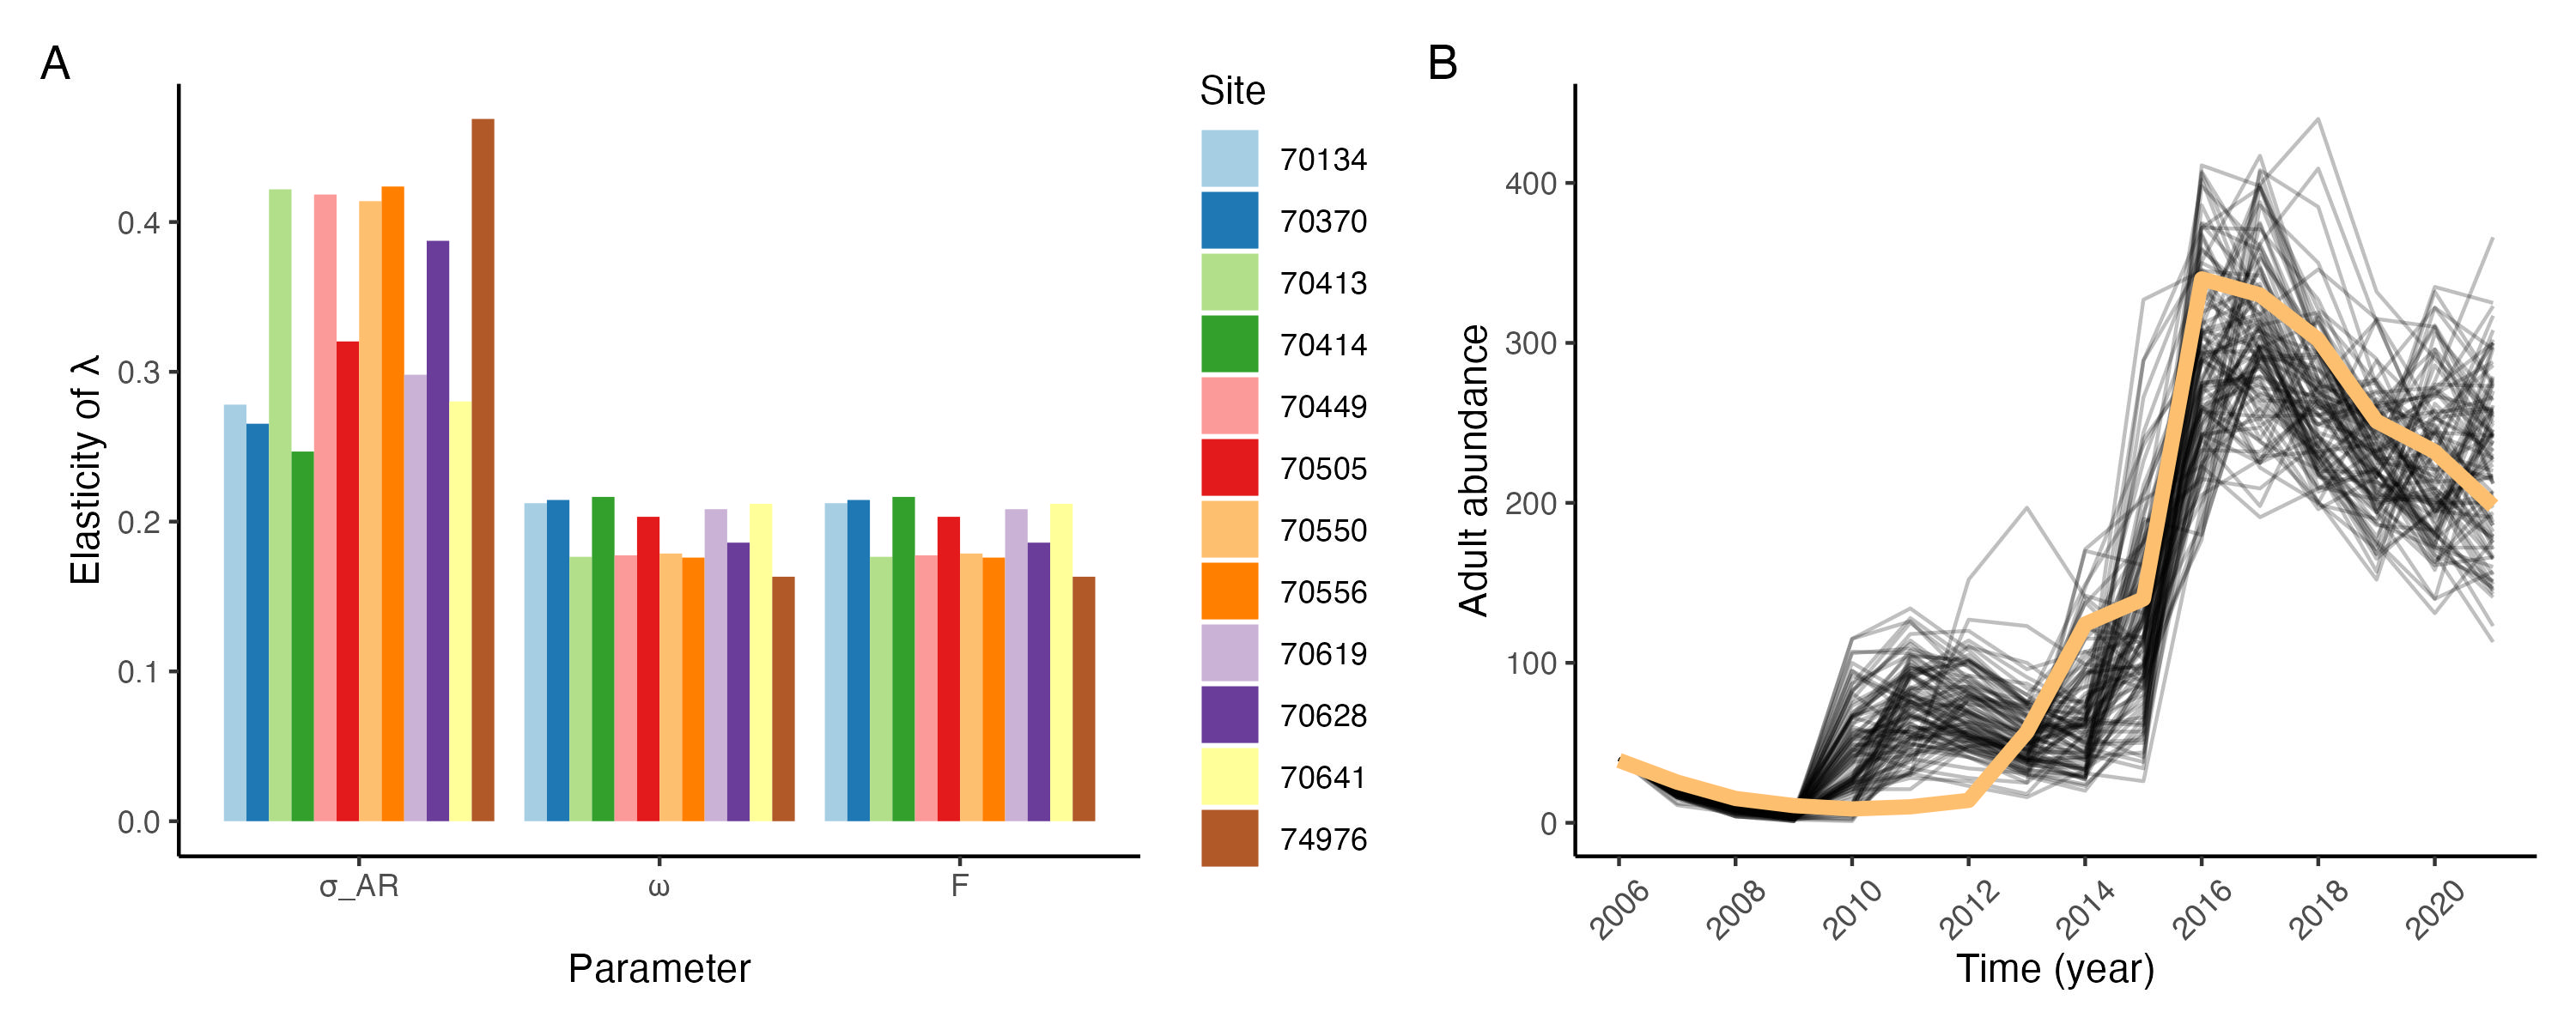 A
Elasticity of λ
0.4
0.3
0.2
0.1
0.0
σ_AR ω F
Parameter
Site
70134
70370
70413
70414
70449
70505
70550
70556
70619
70628
70641
74976
B
Adult abundance
400
300
200
100
0
2006 2008 2010 2012 2014 2016 2018 2020
Time (year)